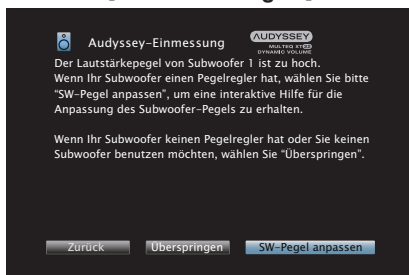 Audyssey-Einmessung
AUDYSSEY
MULTEQ XT32
DYNAMIC VOLUME
Der Lautstärkepegel von Subwoofer 1 ist zu hoch.
Wenn Ihr Subwoofer einen Pegelregler hat, wählen Sie bitte
"SW-Pegel anpassen", um eine interaktive Hilfe für die
Anpassung des Subwoofer-Pegels zu erhalten.
Wenn Ihr Subwoofer keinen Pegelregler hat oder Sie keinen
Subwoofer benutzen möchten, wählen Sie "Überspringen".
Zurück
Überspringen
SW-Pegel anpassen